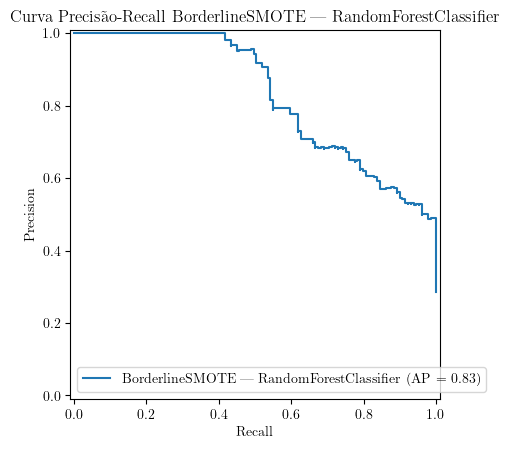 Curva Precisão-Recall BorderlineSMOTE — RandomForestClassifier
1.0
0.8
0.6
0.4
0.2
0.0
Precision
BorderlineSMOTE — RandomForestClassifier (AP = 0.83)
0.0 0.2 0.4 0.6 0.8 1.0
Recall